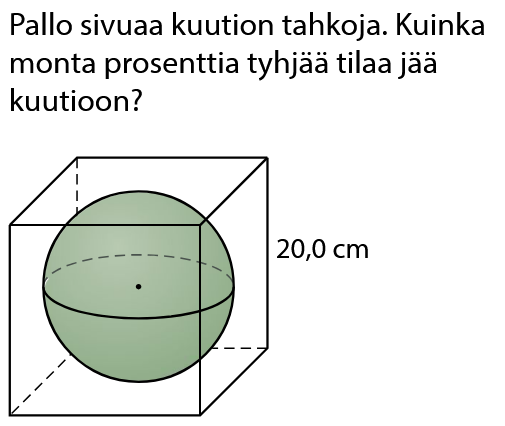 Pallo sivuaa kuution tahkoja. Kuinka
monta prosenttia tyhjää tilaa jää
kuutioon?
20,0 cm